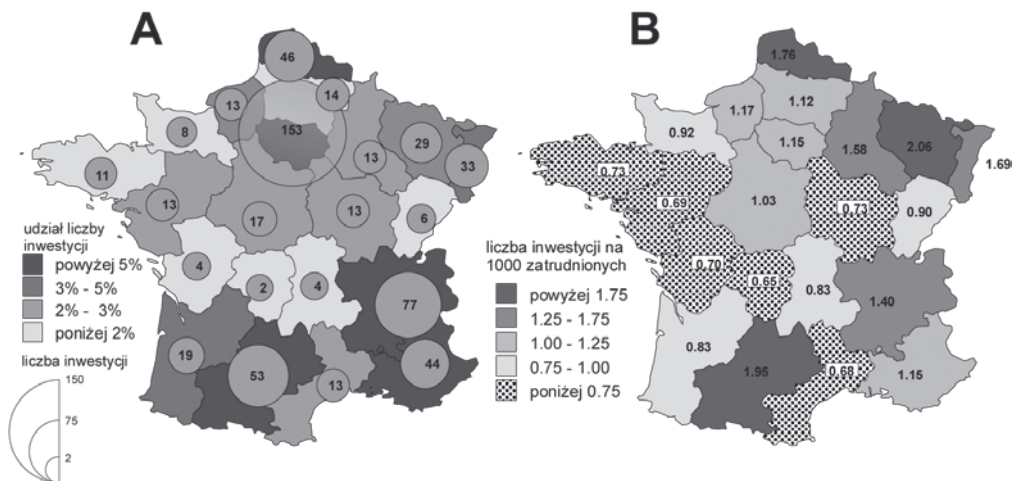 A
46
14
13
153
8
29
13
33
11
13
17
13
6
4
2
4
77
19
53
13
44
udział liczby
inwestycji
powyżej 5%
3% - 5%
2% - 3%
poniżej 2%
liczba inwestycji
150
75
2
B
1.76
1.12
1.17
1.15
0.92
1.58
2.06
1.69
0.73
0.69
1.03
0.73
0.90
0.70
0.65
0.83
1.40
0.83
1.95
0.68
1.15
liczba inwestycji na
1000 zatrudnionych
powyżej 1.75
1.25 - 1.75
1.00 - 1.25
0.75 - 1.00
poniżej 0.75